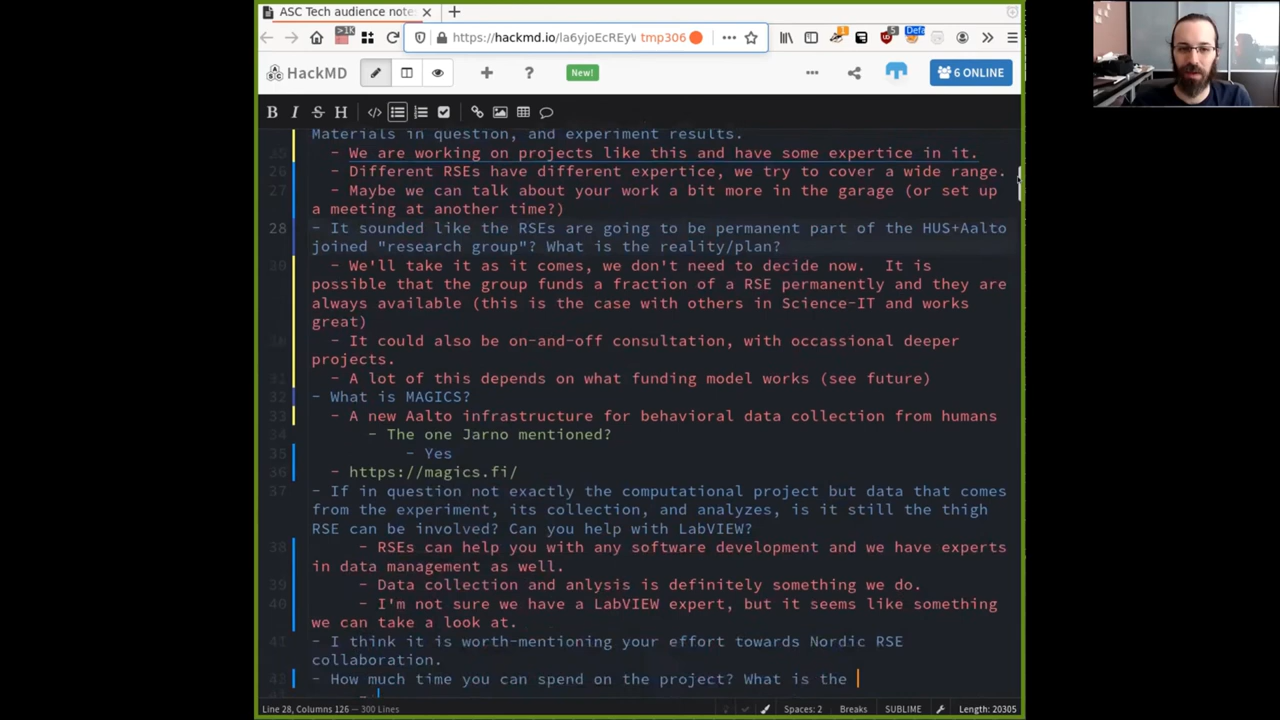 ASC Tech audience note
>1K
https://hackmd.io/la6yjoEcREyV tmp306
HackMD
New!
6 ONLINE
B I S H
Materials in question, and experiment results.
- We are working on projects like this and have some expertice in it.
26 - Different RSEs have different expertice, we try to cover a wide range.
27 - Maybe we can talk about your work a bit more in the garage (or set up
a meeting at another time?)
28 - It sounded like the RSEs are going to be permanent part of the HUS+Aalto
joined "research group"? What is the reality/plan?
- We'll take it as it comes, we don't need to decide now. It is
possible that the group funds a fraction of a RSE permanently and they are
always available (this is the case with others in Science-IT and works
great)
- It could also be on-and-off consultation, with occassional deeper
projects.
31 - A lot of this depends on what funding model works (see future)
32 - What is MAGICS?
33 - A new Aalto infrastructure for behavioral data collection from humans
34 - The one Jarno mentioned?
35 - Yes
36 - https://magics.fi/
37 - If in question not exactly the computational project but data that comes
from the experiment, its collection, and analyzes, is it still the thigh
RSE can be involved? Can you help with LabVIEW?
38 - RSEs can help you with any software development and we have experts
in data management as well.
39 - Data collection and anlysis is definitely something we do.
40 - I'm not sure we have a LabVIEW expert, but it seems like something
we can take a look at.
41 - I think it is worth-mentioning your effort towards Nordic RSE
collaboration.
- How much time you can spend on the project? What is the
Line 28, Columns 126 — 300 Lines
Spaces: 2 Breaks SUBLIME Length: 20305